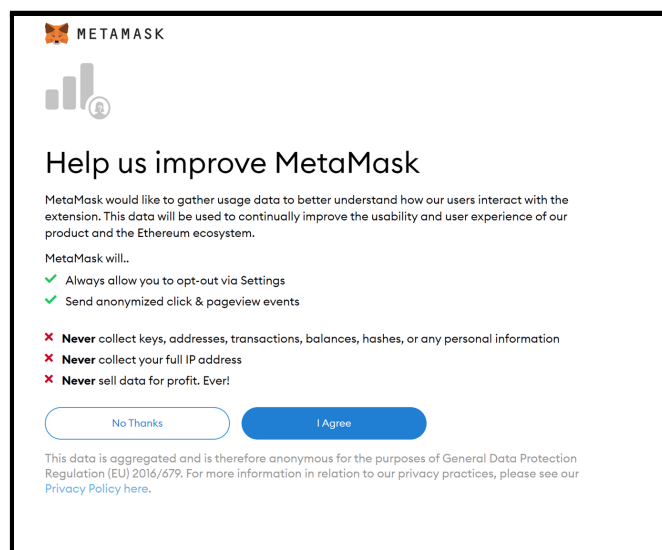 METAMASK
Help us improve MetaMask
MetaMask would like to gather usage data to better understand how our users interact with the
extension. This data will be used to continually improve the usability and user experience of our
product and the Ethereum ecosystem.
MetaMask will..
Always allow you to opt-out via Settings
Send anonymized click & pageview events
Never collect keys, addresses, transactions, balances, hashes, or any personal information
Never collect your full IP address
Never sell data for profit. Ever!
No Thanks
I Agree
This data is aggregated and is therefore anonymous for the purposes of General Data Protection
Regulation (EU) 2016/679. For more information in relation to our privacy practices, please see our
Privacy Policy here.